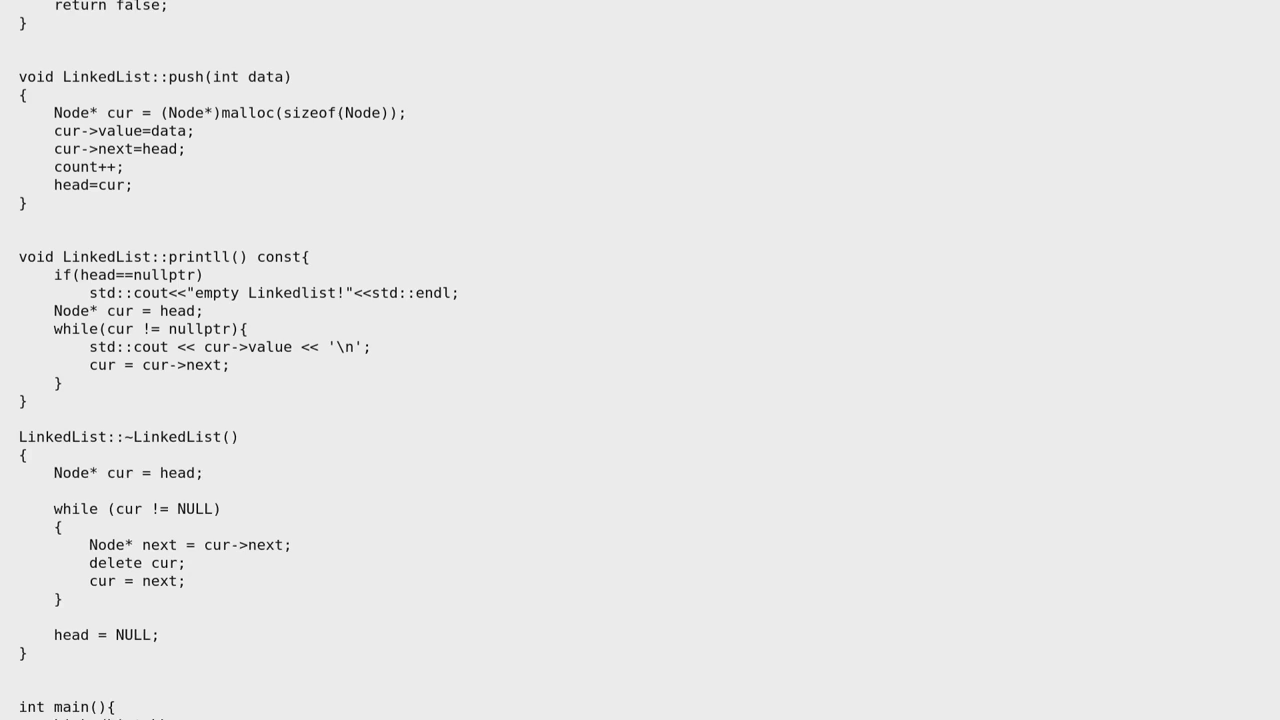 return false;
}
void LinkedList::push(int data)
{
    Node* cur = (Node*)malloc(sizeof(Node));
    cur->value=data;
    cur->next=head;
    count++;
    head=cur;
}
void LinkedList::printll() const{
    if(head==nullptr)
        std::cout<<"empty Linkedlist!"<<std::endl;
    Node* cur = head;
    while(cur != nullptr){
        std::cout << cur->value << '\n';
        cur = cur->next;
    }
}
LinkedList::~LinkedList()
{
    Node* cur = head;
    while (cur != NULL)
    {
        Node* next = cur->next;
        delete cur;
        cur = next;
    }
    head = NULL;
}
int main(){